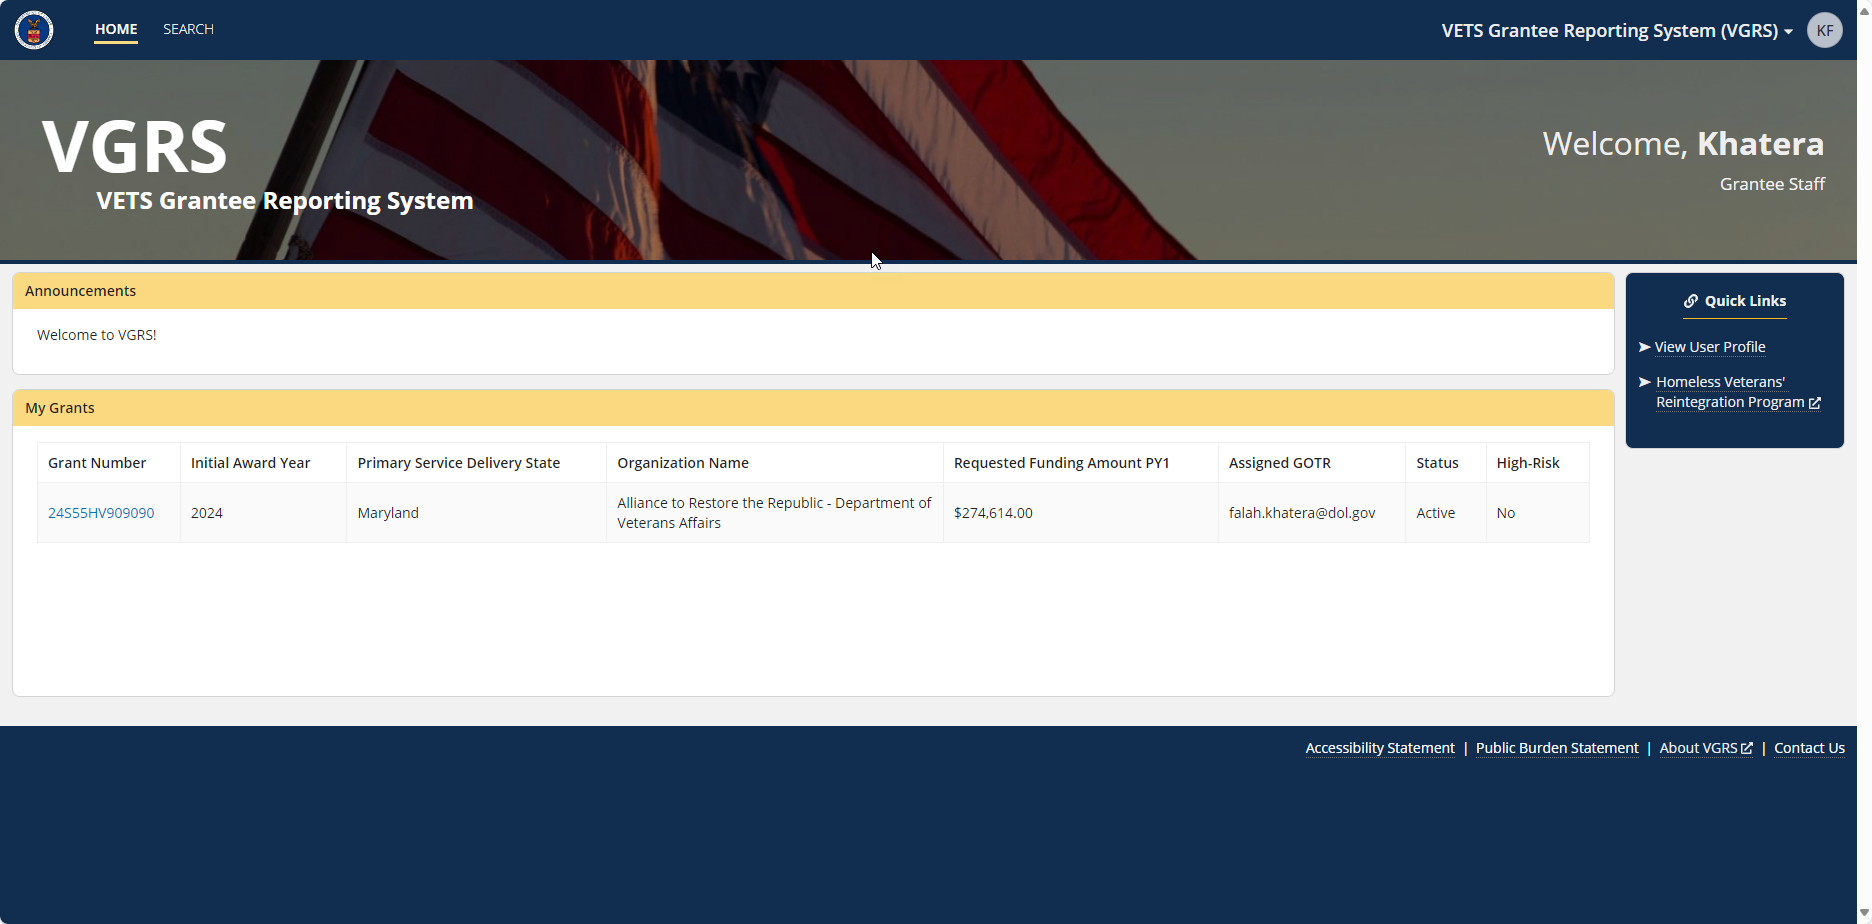 HOME
SEARCH
VETS Grantee Reporting System (VGRS)
KF
VGRS
VETS Grantee Reporting System
Welcome, Khatera
Grantee Staff
Announcements
Welcome to VGRS!
My Grants
Grant Number
Initial Award Year
Primary Service Delivery State
Organization Name
Requested Funding Amount PY1
Assigned GOTR
Status
High-Risk
24S55HV909090
2024
Maryland
Alliance to Restore the Republic - Department of
Veterans Affairs
$274,614.00
falah.khatera@dol.gov
Active
No
Quick Links
View User Profile
Homeless Veterans'
Reintegration Program
Accessibility Statement | Public Burden Statement | About VGRS | Contact Us